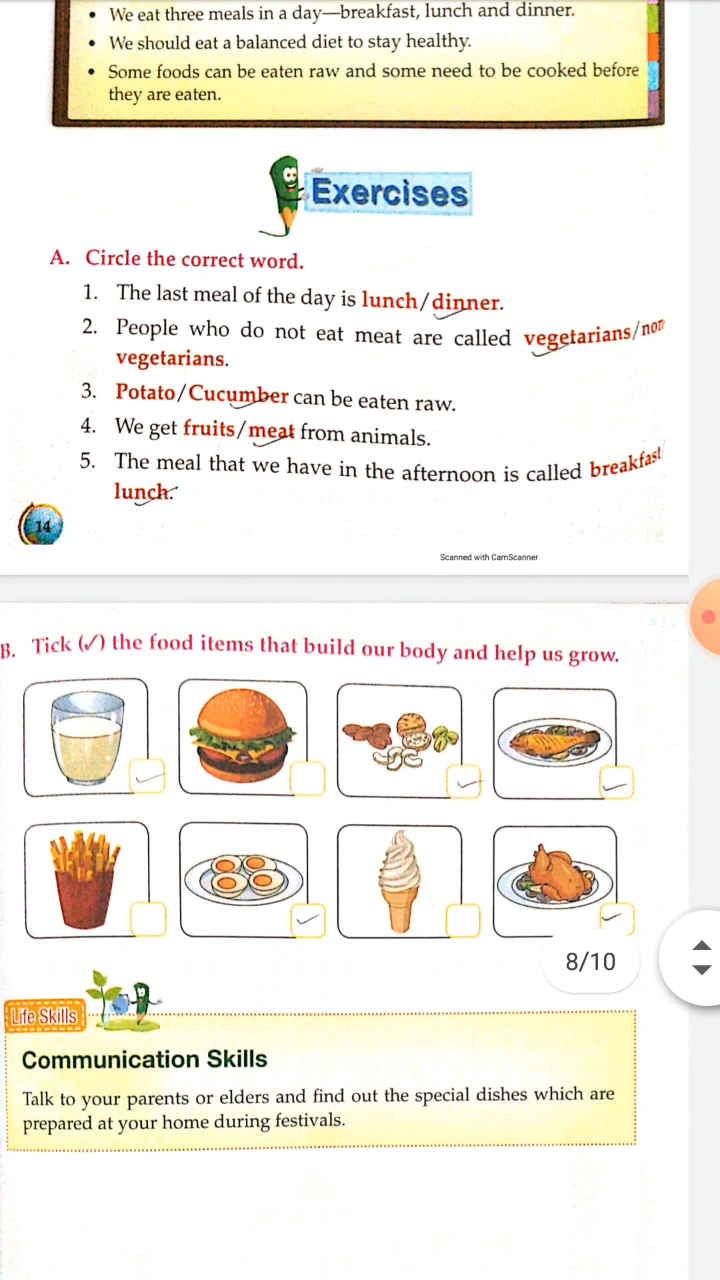 • We eat three meals in a day—breakfast, lunch and dinner.
• We should eat a balanced diet to stay healthy.
• Some foods can be eaten raw and some need to be cooked before
they are eaten.
Exercises
A. Circle the correct word.
1. The last meal of the day is lunch/dinner.
2. People who do not eat meat are called vegetarians/non
vegetarians.
3. Potato/Cucumber can be eaten raw.
4. We get fruits/meat from animals.
5. The meal that we have in the afternoon is called breakfast
lunch.
14
Scanned with CamScanner
B. Tick (✓) the food items that build our body and help us grow.
8/10
Life Skills
Communication Skills
Talk to your parents or elders and find out the special dishes which are
prepared at your home during festivals.